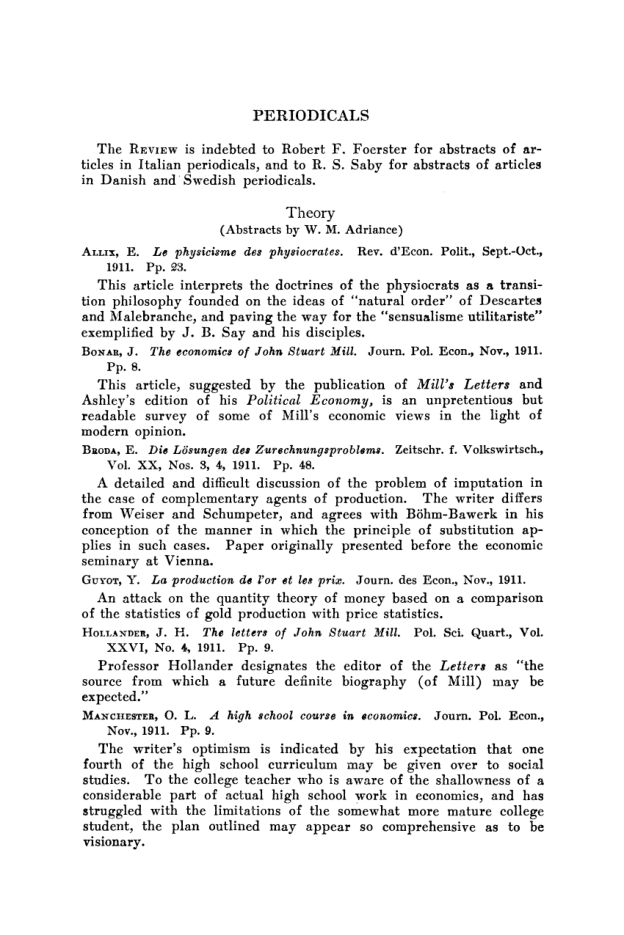 PERIODICALS
The REVIEW is indebted to Robert F. Foerster for abstracts of ar-
ticles in Italian periodicals, and to R. S. Saby for abstracts of articles
in Danish and Swedish periodicals.
Theory
(Abstracts by W. M. Adriance)
ALLIX, E. Le physicisme des physiocrates. Rev. d'Econ. Polit., Sept.-Oct.,
1911. Pp. 23.
This article interprets the doctrines of the physiocrats as a transi-
tion philosophy founded on the ideas of "natural order" of Descartes
and Malebranche, and paving the way for the "sensualisme utilitariste"
exemplified by J. B. Say and his disciples.
BONAR, J. The economics of John Stuart Mill. Journ. Pol. Econ., Nov., 1911.
Pp. 8.
This article, suggested by the publication of Mill's Letters and
Ashley's edition of his Political Economy, is an unpretentious but
readable survey of some of Mill's economic views in the light of
modern opinion.
BRODA, E. Die Lösungen des Zurechnungsproblems. Zeitschr. f. Volkswirtsch.,
Vol. XX, Nos. 3, 4, 1911. Pp. 48.
A detailed and difficult discussion of the problem of imputation in
the case of complementary agents of production. The writer differs
from Weiser and Schumpeter, and agrees with Böhm-Bawerk in his
conception of the manner in which the principle of substitution ap-
plies in such cases. Paper originally presented before the economic
seminary at Vienna.
GUYOT, Y. La production de l'or et les prix. Journ. des Econ., Nov., 1911.
An attack on the quantity theory of money based on a comparison
of the statistics of gold production with price statistics.
HOLLANDER, J. H. The letters of John Stuart Mill. Pol. Sci. Quart., Vol.
XXVI, No. 4, 1911. Pp. 9.
Professor Hollander designates the editor of the Letters as "the
source from which a future definite biography (of Mill) may be
expected."
MANCHESTER, O. L. A high school course in economics. Journ. Pol. Econ.,
Nov., 1911. Pp. 9.
The writer's optimism is indicated by his expectation that one
fourth of the high school curriculum may be given over to social
studies. To the college teacher who is aware of the shallowness of a
considerable part of actual high school work in economics, and has
struggled with the limitations of the somewhat more mature college
student, the plan outlined may appear so comprehensive as to be
visionary.